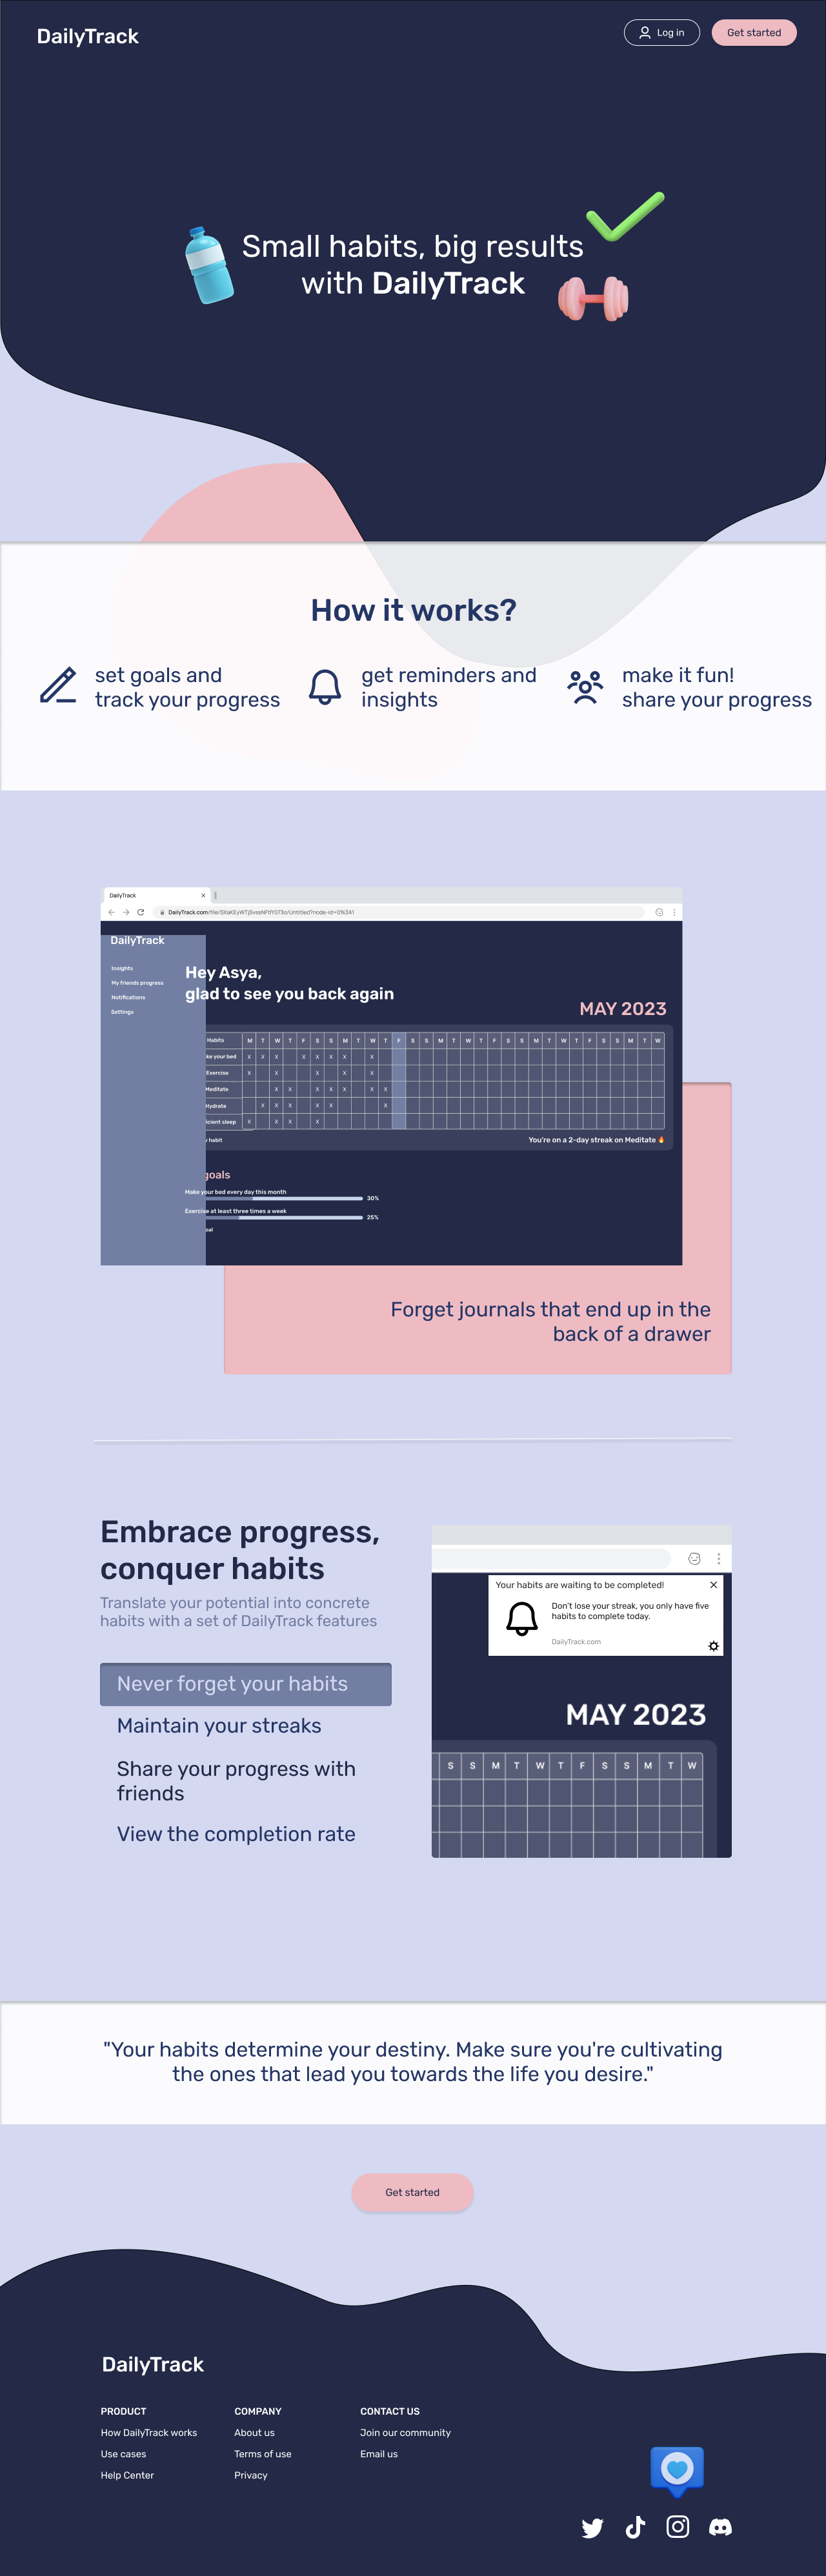 DailyTrack
Log in
Get started
Small habits, big results
with DailyTrack
How it works?
set goals and
track your progress
get reminders and
insights
make it fun!
share your progress
DailyTrack
DailyTrack
Insights
My friends progress
Notifications
Settings
Hey Asya,
glad to see you back again
MAY 2023
Habits M T W T F S S M T W T F S S M T W T F S S M T W T F S S M T W
ke your bed X X X X X X X X
Exercise X X X X X
Meditate X X X X X X X X
Hydrate X X X X X X
icient sleep X X X X
habit
You're on a 2-day streak on Meditate 🔥
goals
Make your bed every day this month
30%
Exercise at least three times a week
25%
Forget journals that end up in the
back of a drawer
Embrace progress,
conquer habits
Translate your potential into concrete
habits with a set of DailyTrack features
Never forget your habits
Maintain your streaks
Share your progress with
friends
View the completion rate
Your habits are waiting to be completed!
Don't lose your streak, you only have five
habits to complete today.
DailyTrack.com
MAY 2023
S S M T W T F S S M T W
"Your habits determine your destiny. Make sure you're cultivating
the ones that lead you towards the life you desire."
Get started
DailyTrack
PRODUCT
How DailyTrack works
Use cases
Help Center
COMPANY
About us
Terms of use
Privacy
CONTACT US
Join our community
Email us